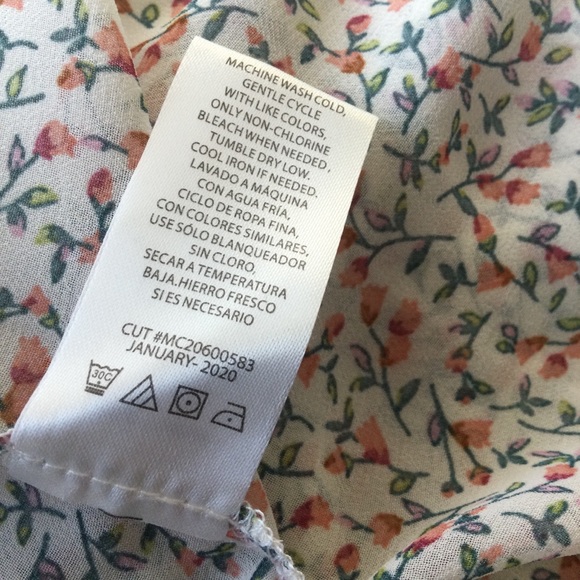 MACHINE WASH COLD,
GENTLE CYCLE
WITH LIKE COLORS,
ONLY NON-CHLORINE
BLEACH WHEN NEEDED,
TUMBLE DRY LOW.
COOL IRON IF NEEDED.
LAVADO A MÁQUINA
CON AGUA FRÍA,
CICLO DE ROPA FINA,
CON COLORES SIMILARES,
USE SÓLO BLANQUEADOR
SIN CLORO,
SECAR A TEMPERATURA
BAJA.HIERRO FRESCO
SI ES NECESARIO
CUT #MC20600583
JANUARY- 2020
30C